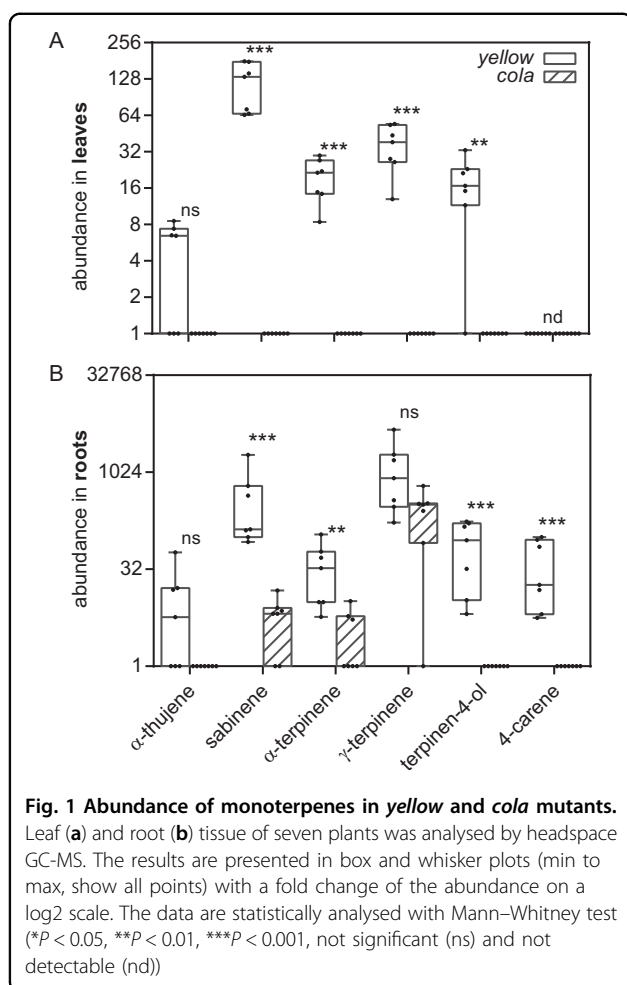 A
256
128
64
32
16
8
4
2
1
abundance in leaves
ns
***
***
***
**
nd
yellow
cola
B
32768
1024
32
1
abundance in roots
ns
***
**
ns
***
***
α-thujene
sabinene
α-terpinene
γ-terpinene
terpinen-4-ol
4-carene
Fig. 1 Abundance of monoterpenes in yellow and cola mutants.
Leaf (a) and root (b) tissue of seven plants was analysed by headspace
GC-MS. The results are presented in box and whisker plots (min to
max, show all points) with a fold change of the abundance on a
log2 scale. The data are statistically analysed with Mann–Whitney test
(*P < 0.05, **P < 0.01, ***P < 0.001, not significant (ns) and not
detectable (nd))